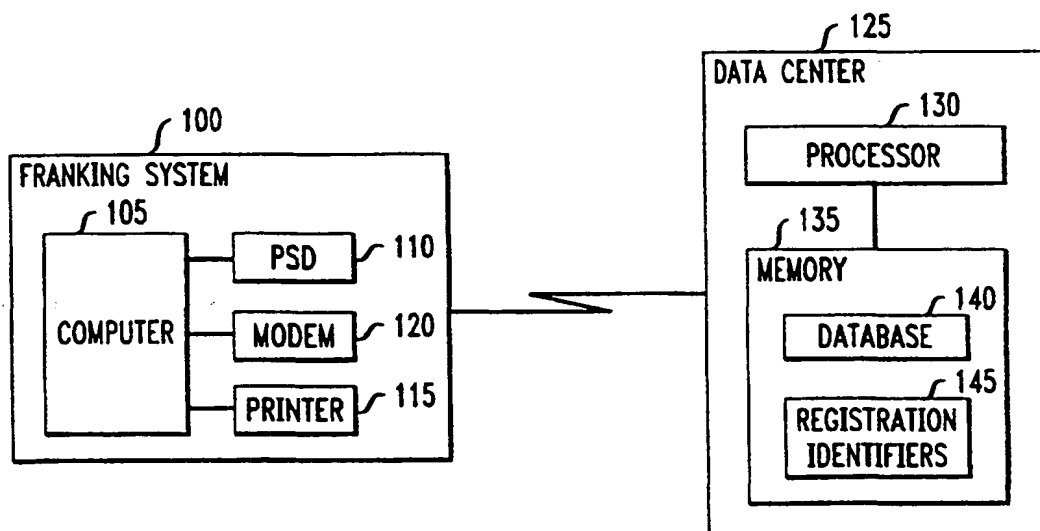 125
DATA CENTER
130
PROCESSOR
100
FRANKING SYSTEM
105
PSD
110
135
MEMORY
COMPUTER
MODEM
120
140
DATABASE
PRINTER
115
145
REGISTRATION
IDENTIFIERS